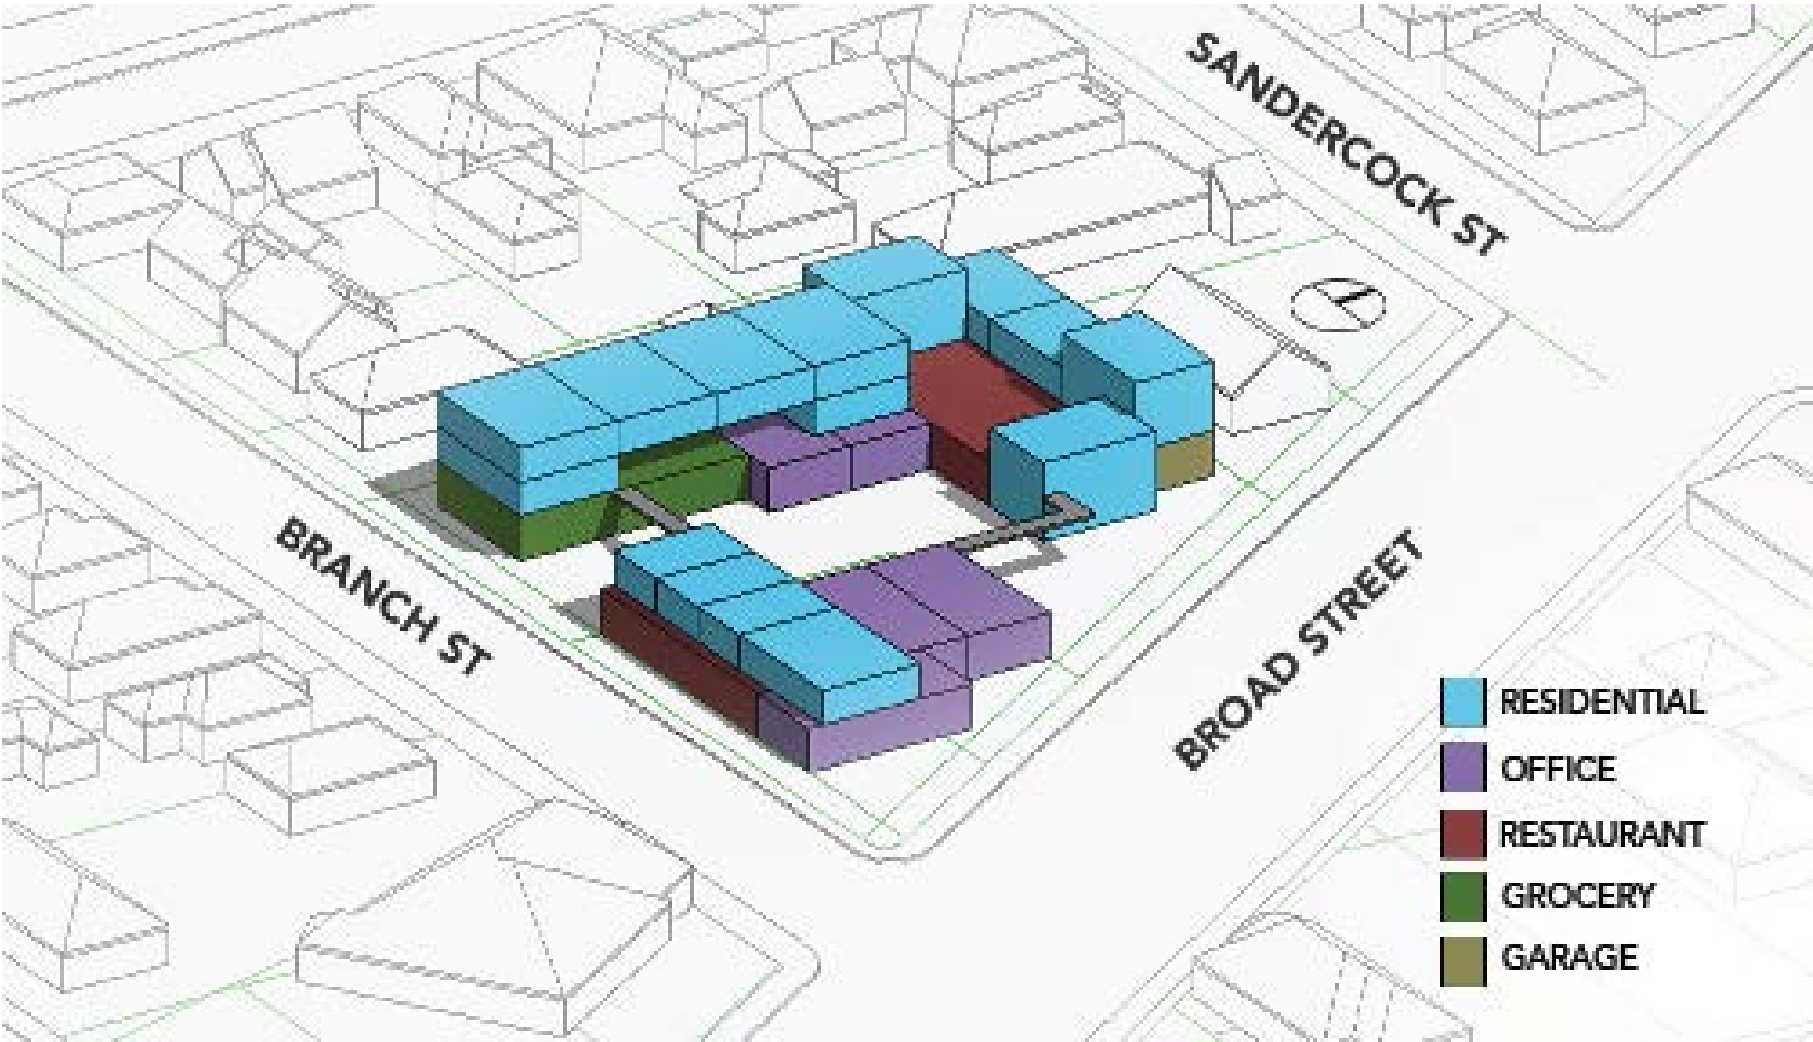 SANDERCOCK ST
BRANCH ST
BROAD STREET
RESIDENTIAL
OFFICE
RESTAURANT
GROCERY
GARAGE